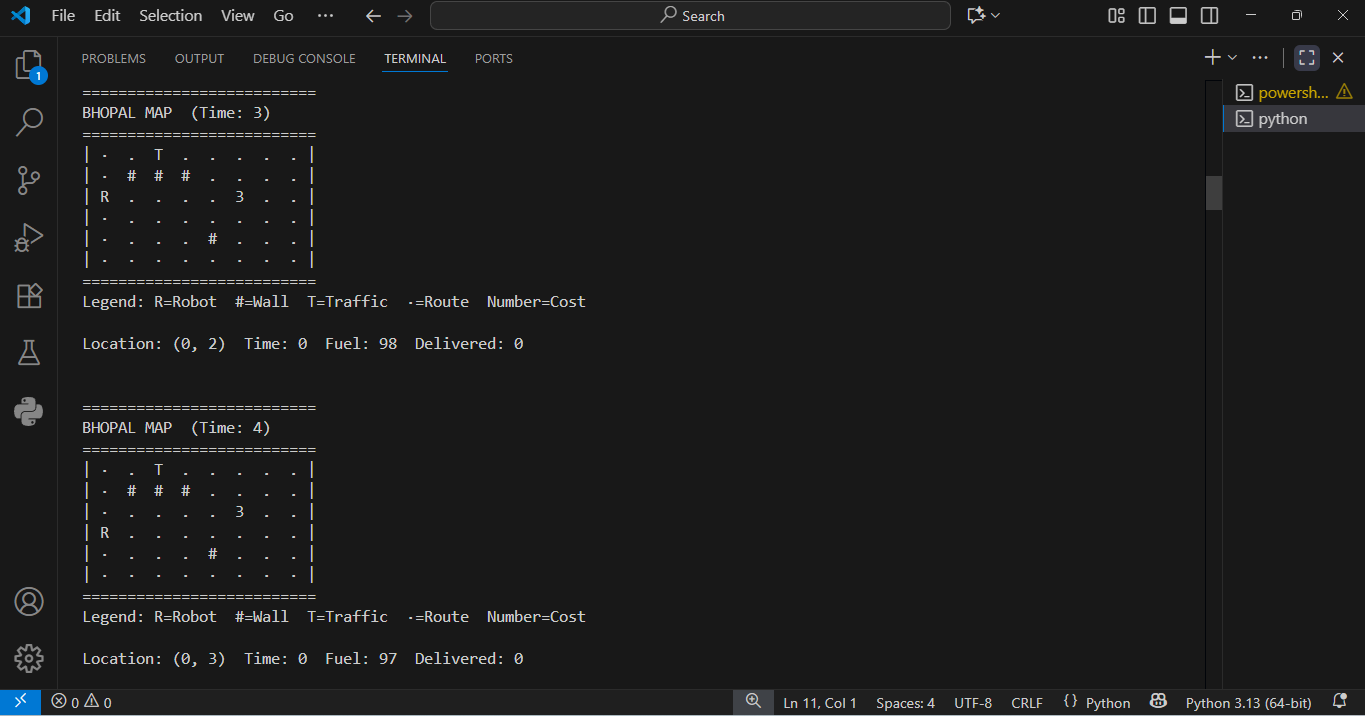 File Edit Selection View Go ··· Search
PROBLEMS OUTPUT DEBUG CONSOLE TERMINAL PORTS
==========================
BHOPAL MAP (Time: 3)
==========================
| · . T . . . . . |
| · # # # . . . . |
| R . . . . 3 . . |
| · . . . . . . . |
| · . . . # . . . |
| · · · · · · · · |
==========================
Legend: R=Robot #=Wall T=Traffic ·=Route Number=Cost
Location: (0, 2) Time: 0 Fuel: 98 Delivered: 0
==========================
BHOPAL MAP (Time: 4)
==========================
| · . T . . . . . |
| · # # # . . . . |
| · . . . . 3 . . |
| R . . . . . . . |
| · . . . # . . . |
| · · · · · · · · |
==========================
Legend: R=Robot #=Wall T=Traffic ·=Route Number=Cost
Location: (0, 3) Time: 0 Fuel: 97 Delivered: 0
powersh...
python
1
0 0 Ln 11, Col 1 Spaces: 4 UTF-8 CRLF {} Python Python 3.13 (64-bit)